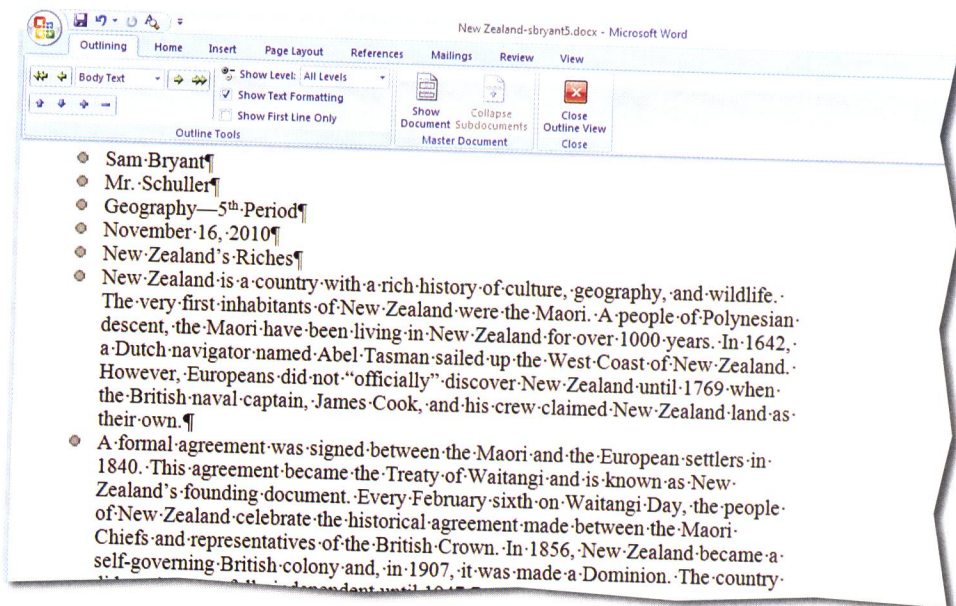 New Zealand-sbryant5.docx - Microsoft Word
Outlining Home Insert Page Layout References Mailings Review View
Body Text
Show Level: All Levels
Show Text Formatting
Show First Line Only
Outline Tools
Show Document
Collapse Subdocuments
Master Document
Close Outline View
Close
Sam·Bryant¶
Mr.·Schuller¶
Geography—5th·Period¶
November·16,·2010¶
New·Zealand’s·Riches¶
New·Zealand·is·a·country·with·a·rich·history·of·culture,·geography,·and·wildlife.·
The·very·first·inhabitants·of·New·Zealand·were·the·Maori.·A·people·of·Polynesian·
descent,·the·Maori·have·been·living·in·New·Zealand·for·over·1000·years.·In·1642,·
a·Dutch·navigator·named·Abel·Tasman·sailed·up·the·West·Coast·of·New·Zealand.·
However,·Europeans·did·not·“officially”·discover·New·Zealand·until·1769·when·
the·British·naval·captain,·James·Cook,·and·his·crew·claimed·New·Zealand·land·as·
their·own.¶
A·formal·agreement·was·signed·between·the·Maori·and·the·European·settlers·in·
1840.·This·agreement·became·the·Treaty·of·Waitangi·and·is·known·as·New·
Zealand’s·founding·document.·Every·February·sixth·on·Waitangi·Day,·the·people·
of·New·Zealand·celebrate·the·historical·agreement·made·between·the·Maori·
Chiefs·and·representatives·of·the·British·Crown.·In·1856,·New·Zealand·became·a·
self-governing·British·colony·and,·in·1907,·it·was·made·a·Dominion.·The·country·
independent·until·1947